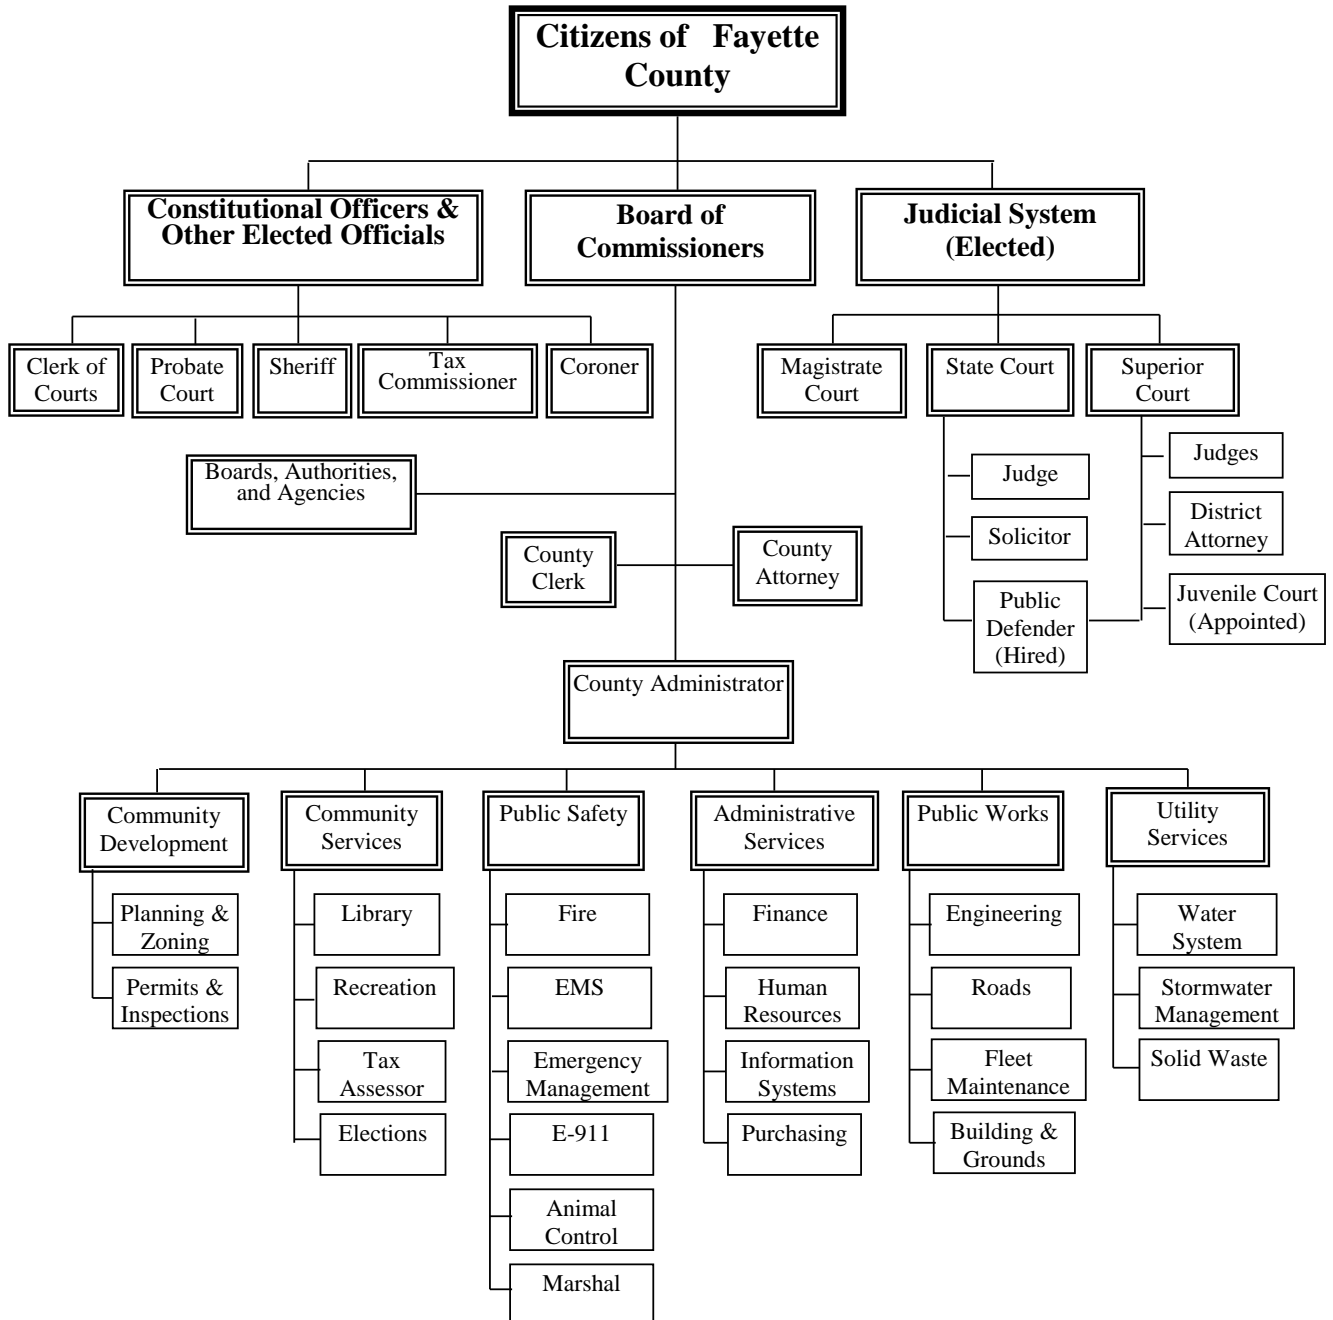 Citizens of Fayette
County
Constitutional Officers &
Other Elected Officials
Board of
Commissioners
Judicial System
(Elected)
Clerk of
Courts
Probate
Court
Sheriff
Tax
Commissioner
Coroner
Magistrate
Court
State Court
Superior
Court
Boards, Authorities,
and Agencies
County
Clerk
County
Attorney
Judge
Solicitor
Public
Defender
(Hired)
Judges
District
Attorney
Juvenile Court
(Appointed)
County Administrator
Community
Development
Planning &
Zoning
Permits &
Inspections
Community
Services
Library
Recreation
Tax
Assessor
Elections
Public Safety
Fire
EMS
Emergency
Management
E-911
Animal
Control
Marshal
Administrative
Services
Finance
Human
Resources
Information
Systems
Purchasing
Public Works
Engineering
Roads
Fleet
Maintenance
Building &
Grounds
Utility
Services
Water
System
Stormwater
Management
Solid Waste